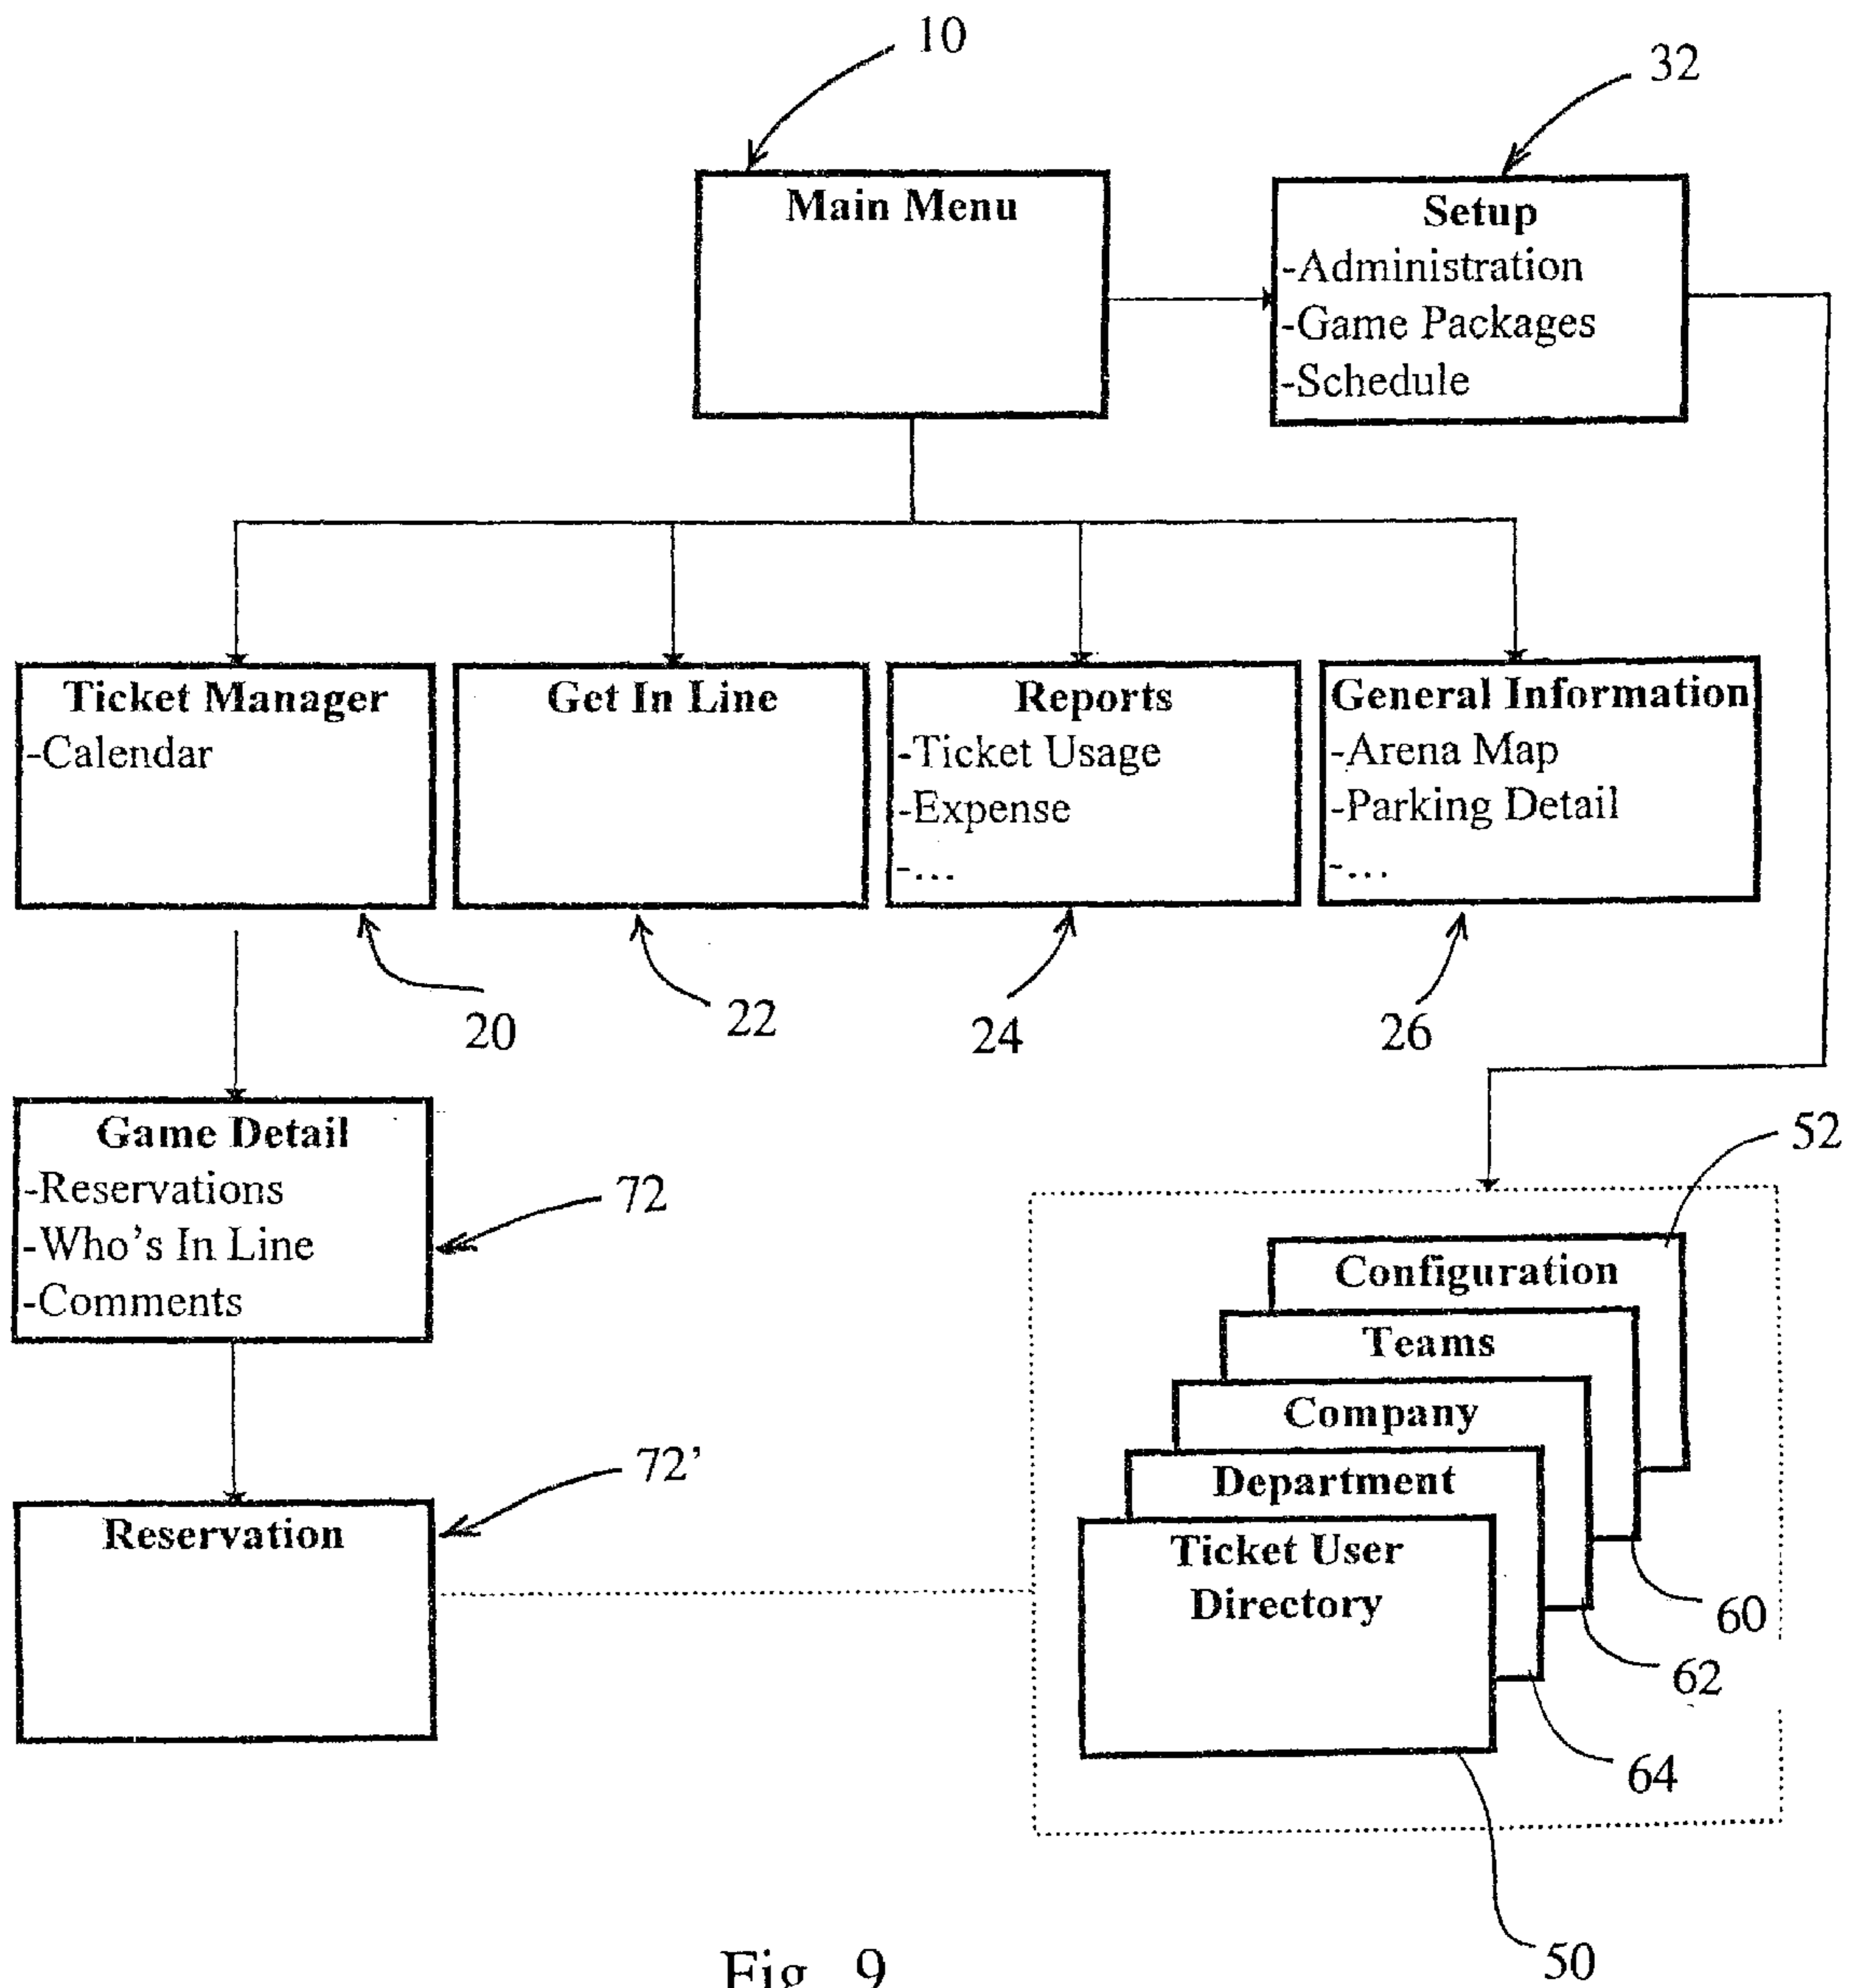 10
32
Main Menu
Setup
-Administration
-Game Packages
-Schedule
Ticket Manager
-Calendar
Get In Line
Reports
-Ticket Usage
-Expense
-...
General Information
-Arena Map
-Parking Detail
-...
20
22
24
26
Game Detail
-Reservations
-Who's In Line
-Comments
72
52
Configuration
Teams
Company
Department
Ticket User
Directory
72’
Reservation
60
62
64
50
Fig. 9